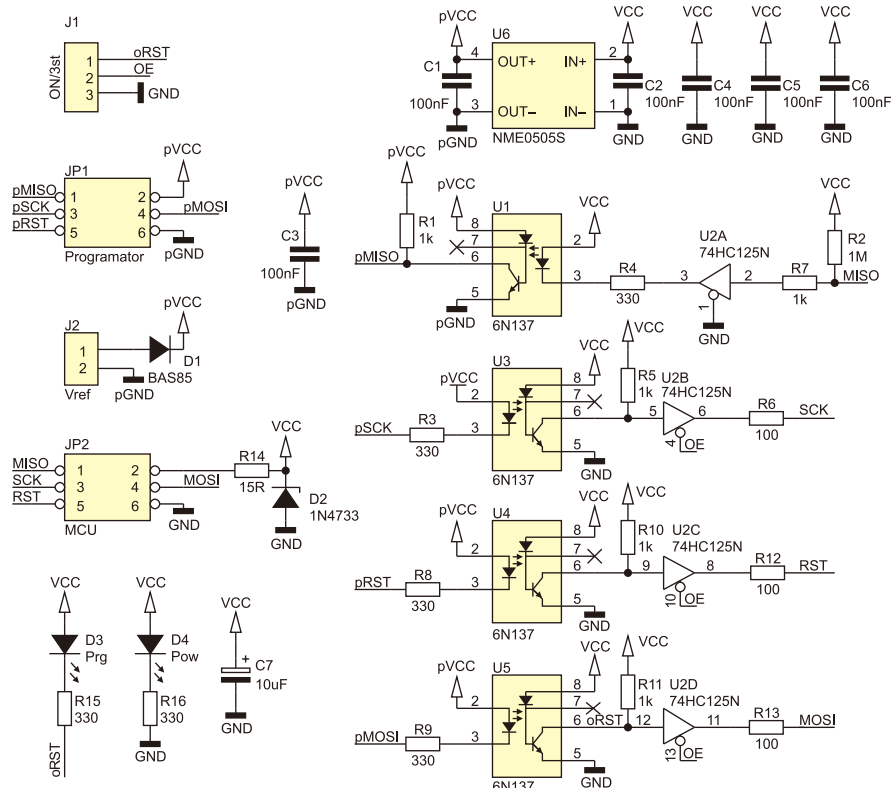 J1
ON/3st
1 oRST
2 OE
3 GND
pVCC
U6
VCC
VCC
VCC
VCC
4 OUT+ IN+ 2
C1
100nF
C2
100nF
C4
100nF
C5
100nF
C6
100nF
3 OUT– IN– 1
pGND
NME0505S
GND
GND
GND
GND
JP1
pVCC
pMISO 1 2
pSCK 3 4 pMOSI
pRST 5 6
Programator
pGND
pVCC
C3
100nF
pGND
pVCC
R1
1k
pMISO
pVCC
U1
8
7
6
5
pGND
6N137
VCC
2
3
R4
330
3
U2A
74HC125N
2
1
GND
R7
1k
VCC
R2
1M
MISO
J2
1
2
Vref
pVCC
D1
BAS85
pGND
U3
pVCC
2
pSCK
R3
330
3
6N137
VCC
8
7
6
5
GND
VCC
R5
1k
U2B
74HC125N
5 6
4 OE
R6
100
SCK
JP2
MISO 1 2
SCK 3 4 MOSI
RST 5 6
MCU
GND
R14
15R
VCC
D2
1N4733
GND
U4
pVCC
2
pRST
R8
330
3
6N137
VCC
8
7
6
5
GND
VCC
R10
1k
U2C
74HC125N
9 8
10 OE
R12
100
RST
VCC
D3
Prg
R15
330
oRST
VCC
D4
Pow
R16
330
GND
VCC
+
C7
10uF
GND
U5
pVCC
2
pMOSI
R9
330
3
6N137
VCC
8
7
6
5
GND
oRST
VCC
R11
1k
U2D
74HC125N
12 11
13 OE
R13
100
MOSI